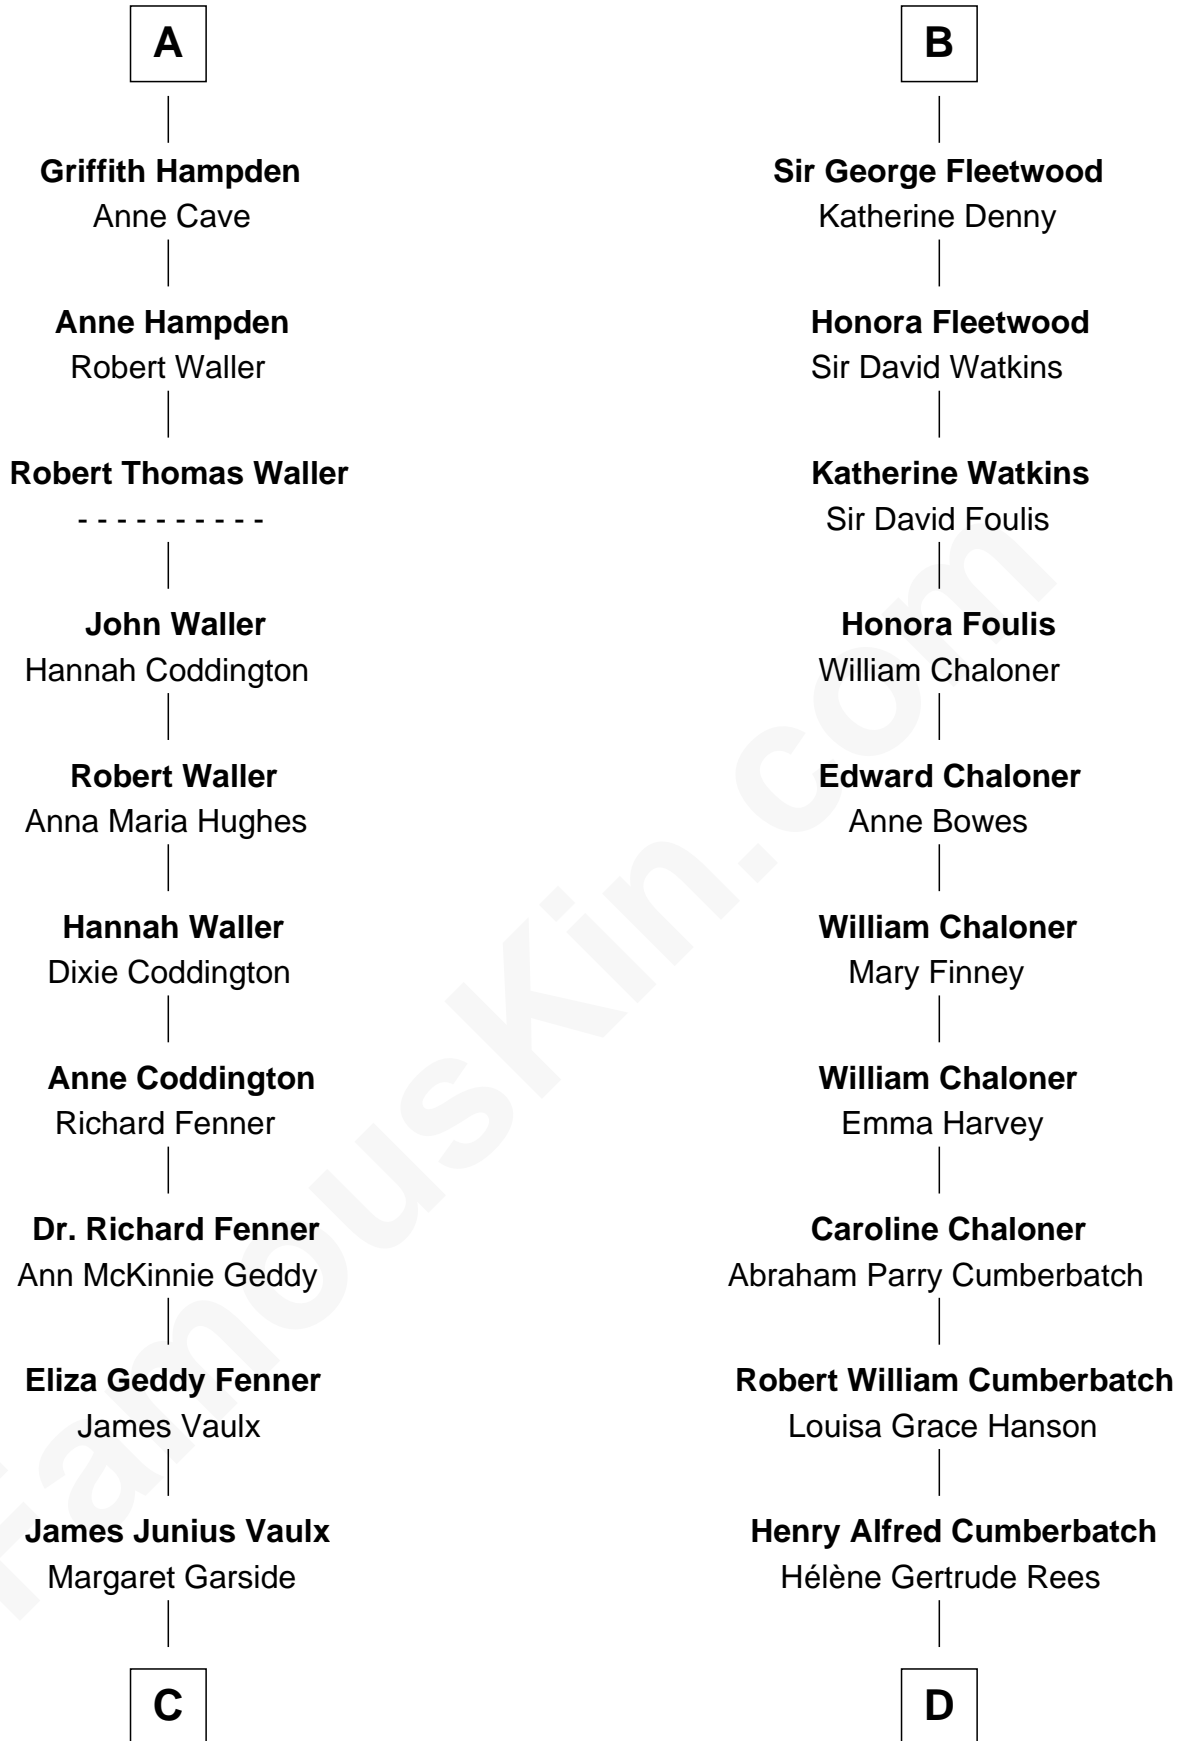 A
Griffith Hampden
Anne Cave
Anne Hampden
Robert Waller
Robert Thomas Waller
- - - - - - - - - -
John Waller
Hannah Coddington
Robert Waller
Anna Maria Hughes
Hannah Waller
Dixie Coddington
Anne Coddington
Richard Fenner
Dr. Richard Fenner
Ann McKinnie Geddy
Eliza Geddy Fenner
James Vaulx
James Junius Vaulx
Margaret Garside
C
B
Sir George Fleetwood
Katherine Denny
Honora Fleetwood
Sir David Watkins
Katherine Watkins
Sir David Foulis
Honora Foulis
William Chaloner
Edward Chaloner
Anne Bowes
William Chaloner
Mary Finney
William Chaloner
Emma Harvey
Caroline Chaloner
Abraham Parry Cumberbatch
Robert William Cumberbatch
Louisa Grace Hanson
Henry Alfred Cumberbatch
Hélène Gertrude Rees
D
FamousKin.com